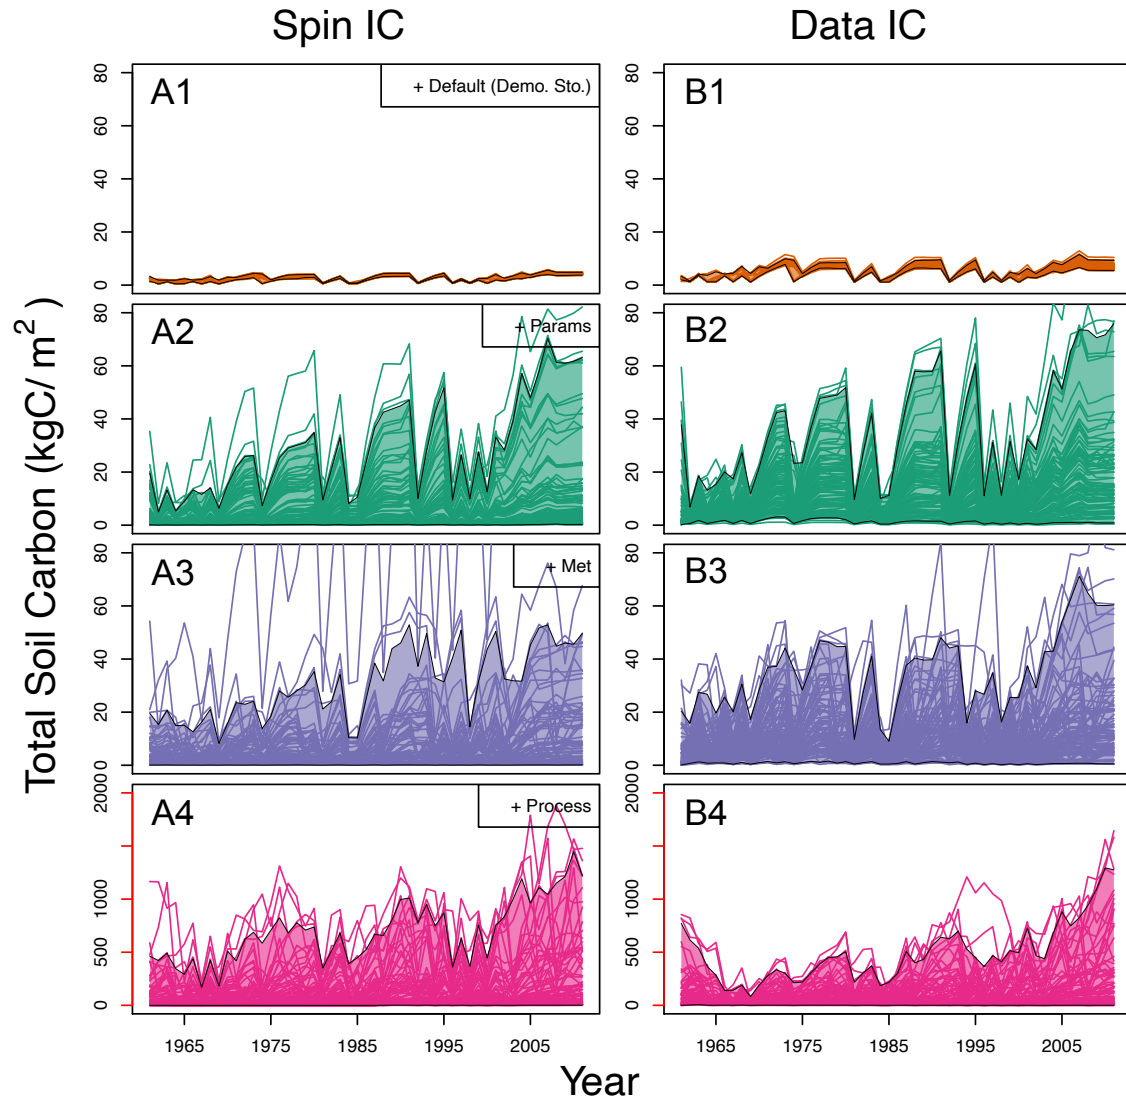 Spin IC
Data IC
Total Soil Carbon (kgC/ m2 )
A1
+ Default (Demo. Sto.)
80
60
40
20
0
B1
80
60
40
20
0
A2
+ Params
80
60
40
20
0
B2
80
60
40
20
0
A3
+ Met
80
60
40
20
0
B3
80
60
40
20
0
A4
+ Process
20000
1000
500
0
B4
20000
1000
500
0
1965 1975 1985 1995 2005
1965 1975 1985 1995 2005
Year